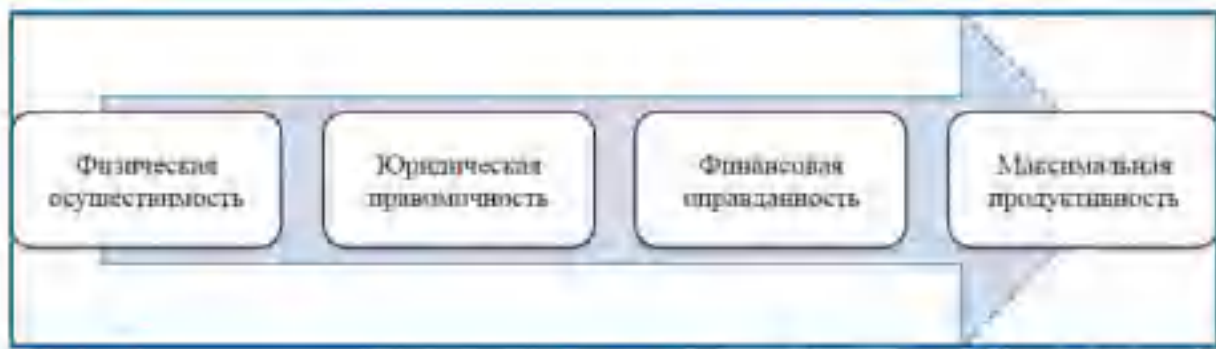 Физическая
осуществимость
Юридическая
правомочность
Финансовая
оправданность
Максимальная
продуктивность